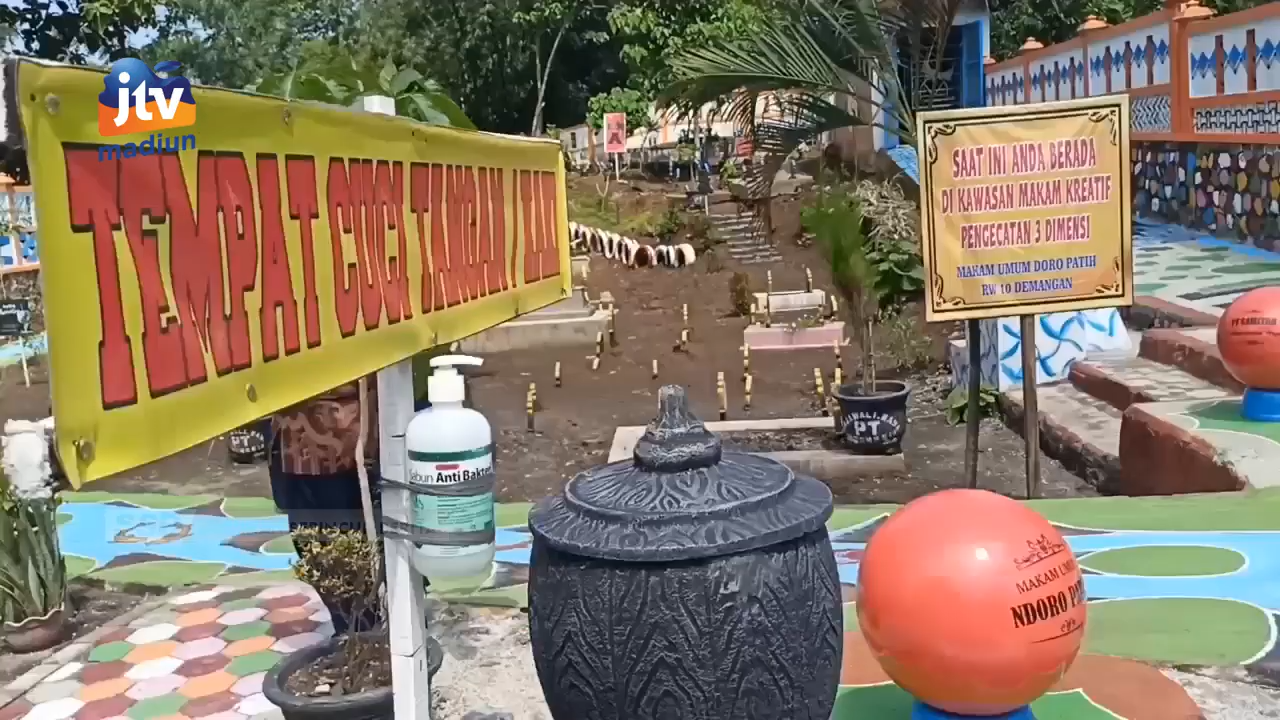 jtv
madiun
TEMPAT CUCI TANGAN /
SAAT INI ANDA BERADA
DI KAWASAN MAKAM KREATIF
PENGECATAN 3 DIMENSI
MAKAM UMUM DORO PATIH
RW 10 DEMANGAN
Sabun Anti Bakteri
PT
MAKAM
NDORO